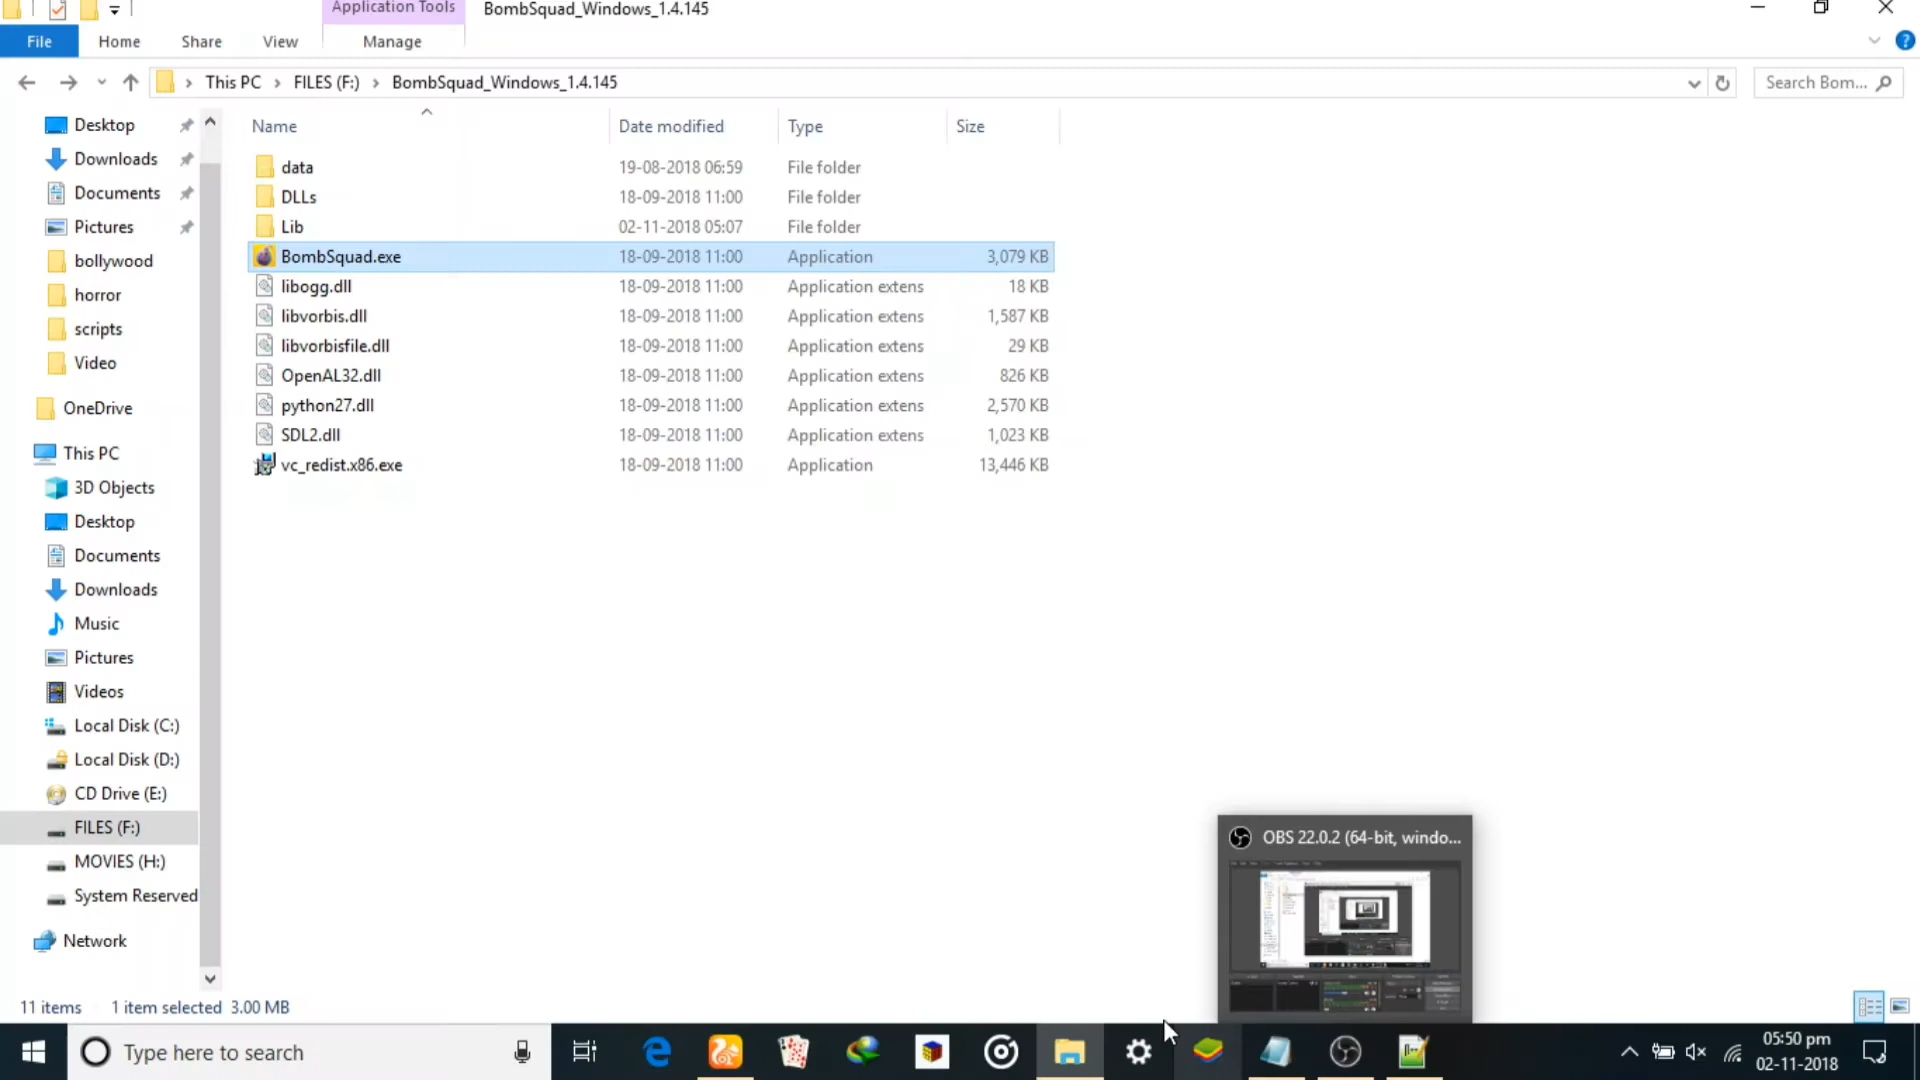 Application Tools
BombSquad_Windows_1.4.145
File
Home
Share
View
Manage
This PC
FILES (F:)
BombSquad_Windows_1.4.145
Search Bom...
Name
Date modified
Type
Size
Desktop
Downloads
Documents
Pictures
bollywood
horror
scripts
Video
OneDrive
This PC
3D Objects
Desktop
Documents
Downloads
Music
Pictures
Videos
Local Disk (C:)
Local Disk (D:)
CD Drive (E:)
FILES (F:)
MOVIES (H:)
System Reserved
Network
data 19-08-2018 06:59 File folder
DLLs 18-09-2018 11:00 File folder
Lib 02-11-2018 05:07 File folder
BombSquad.exe 18-09-2018 11:00 Application 3,079 KB
libogg.dll 18-09-2018 11:00 Application extens 18 KB
libvorbis.dll 18-09-2018 11:00 Application extens 1,587 KB
libvorbisfile.dll 18-09-2018 11:00 Application extens 29 KB
OpenAL32.dll 18-09-2018 11:00 Application extens 826 KB
python27.dll 18-09-2018 11:00 Application extens 2,570 KB
SDL2.dll 18-09-2018 11:00 Application extens 1,023 KB
vc_redist.x86.exe 18-09-2018 11:00 Application 13,446 KB
OBS 22.0.2 (64-bit, windo...
11 items 1 item selected 3.00 MB
Type here to search
05:50 pm
02-11-2018